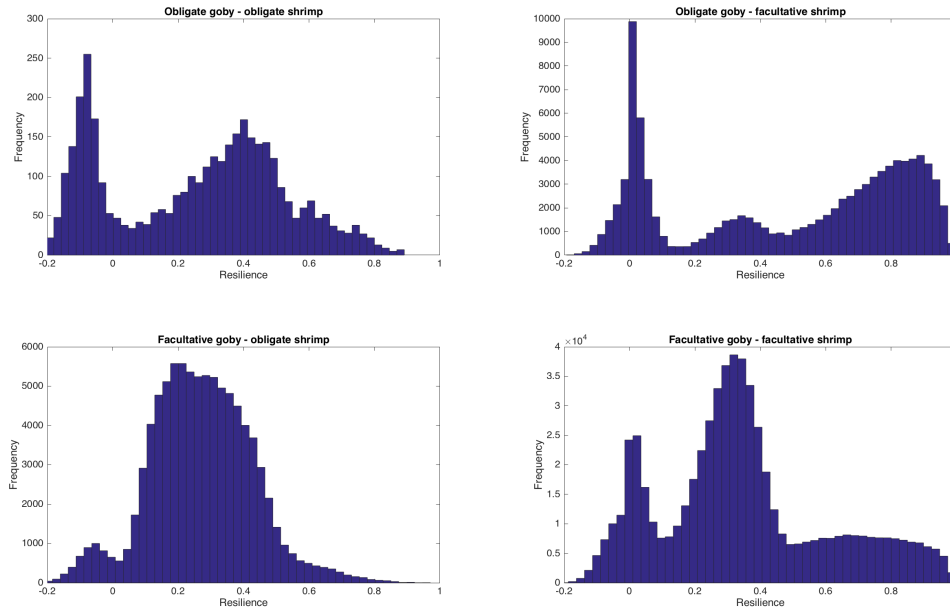 Obligate goby - obligate shrimp
300
250
200
150
100
50
0
Frequency
-0.2 0 0.2 0.4 0.6 0.8 1
Resilience
Obligate goby - facultative shrimp
10000
9000
8000
7000
6000
5000
4000
3000
2000
1000
0
Frequency
-0.2 0 0.2 0.4 0.6 0.8
Resilience
Facultative goby - obligate shrimp
6000
5000
4000
3000
2000
1000
0
Frequency
-0.2 0 0.2 0.4 0.6 0.8 1
Resilience
Facultative goby - facultative shrimp
×10⁴
4
3.5
3
2.5
2
1.5
1
0.5
0
Frequency
-0.2 0 0.2 0.4 0.6 0.8
Resilience